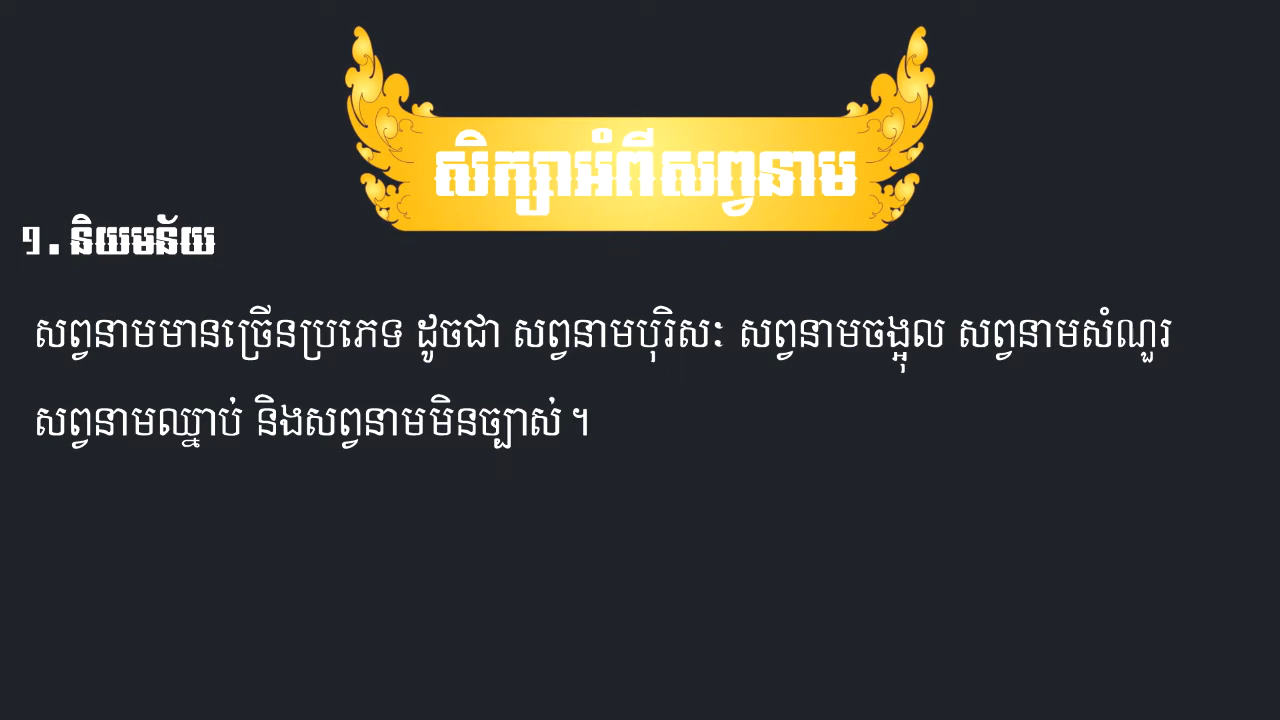 សិក្សាអំពីសព្វនាម
១. និយមន័យ
សព្វនាមមានច្រើនប្រភេទ ដូចជា សព្វនាមបុរិសៈ សព្វនាមចង្អុល សព្វនាមសំណួរ
សព្វនាមឈ្នាប់ និងសព្វនាមមិនច្បាស់ ។